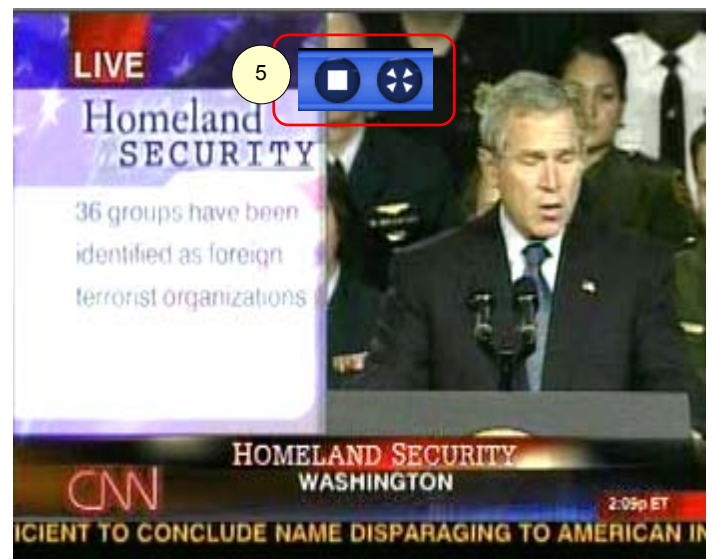 LIVE
5
Homeland
SECURITY
36 groups have been
identified as foreign
terrorist organizations
HOMELAND SECURITY
CNN
WASHINGTON
2:09p ET
ICIENT TO CONCLUDE NAME DISPARAGING TO AMERICAN IN